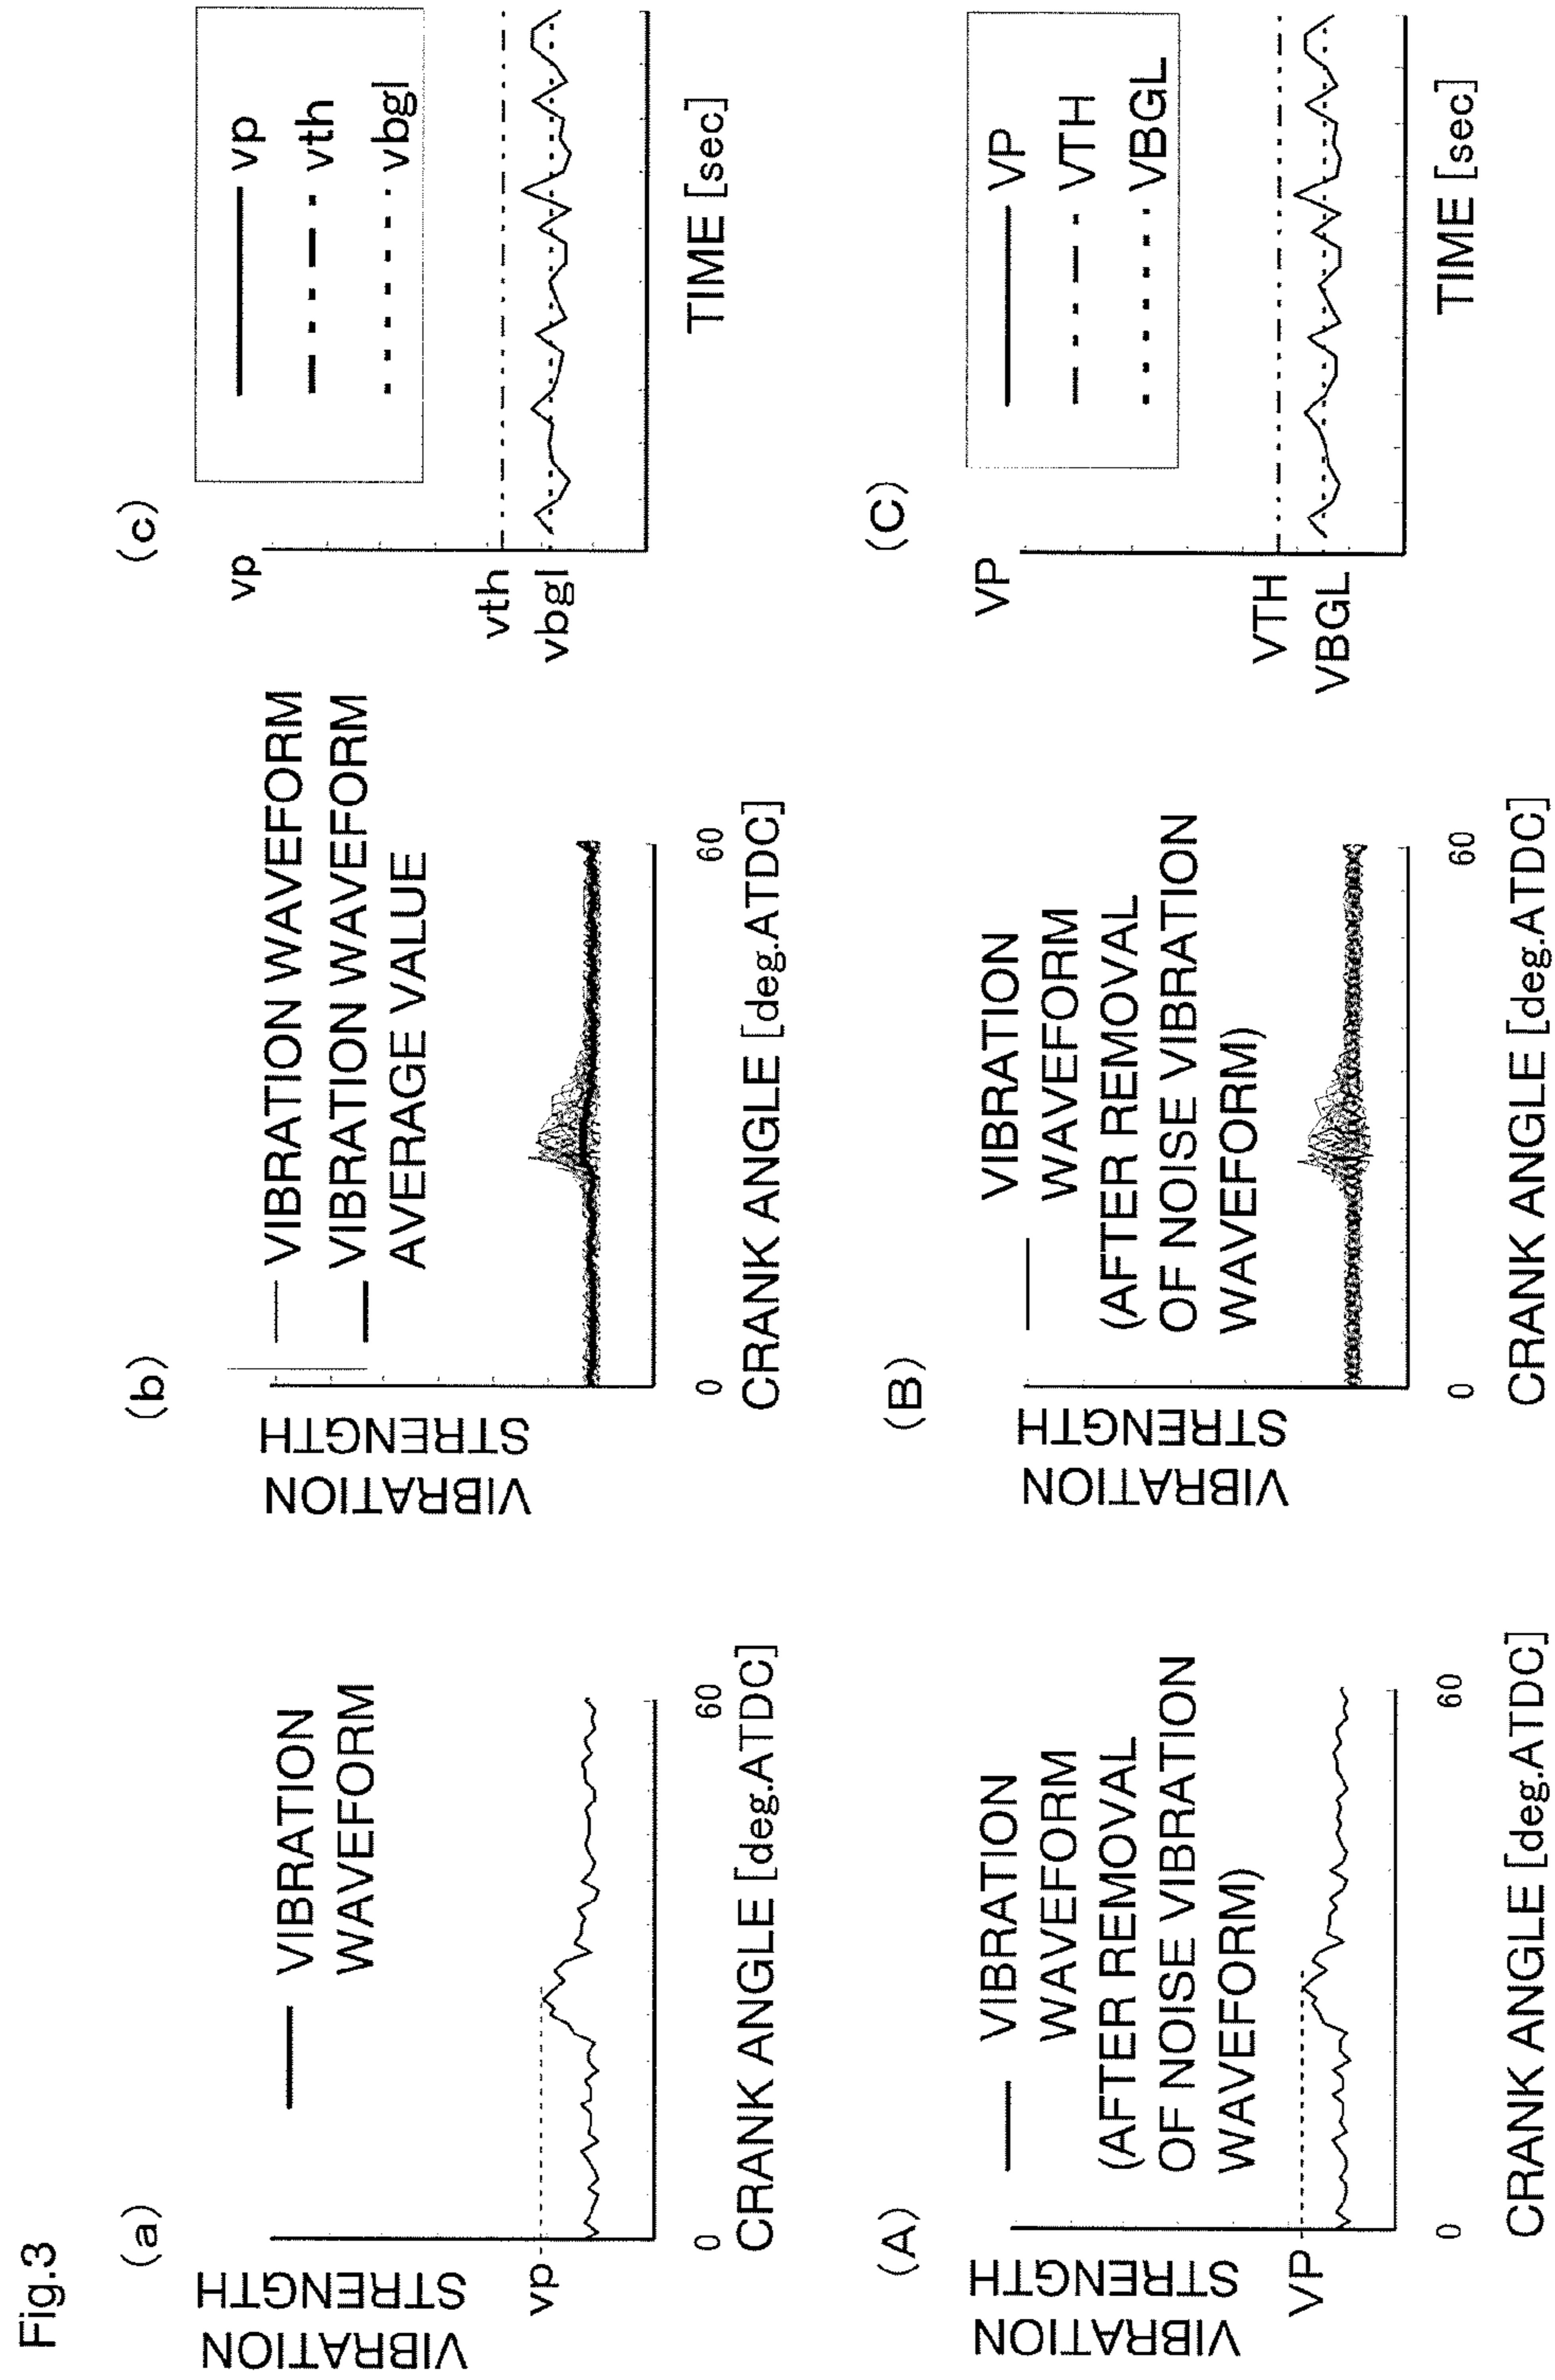 Fig.3
(a)
VIBRATION
STRENGTH
vp
VIBRATION
WAVEFORM
0
60
CRANK ANGLE [deg.ATDC]
(b)
VIBRATION
STRENGTH
VIBRATION WAVEFORM
VIBRATION WAVEFORM
AVERAGE VALUE
0
60
CRANK ANGLE [deg.ATDC]
(c)
vp
vth
vbgl
vp
vth
vbgl
TIME [sec]
(A)
VIBRATION
STRENGTH
VP
VIBRATION
WAVEFORM
(AFTER REMOVAL
OF NOISE VIBRATION
WAVEFORM)
0
60
CRANK ANGLE [deg.ATDC]
(B)
VIBRATION
STRENGTH
VIBRATION
WAVEFORM
(AFTER REMOVAL
OF NOISE VIBRATION
WAVEFORM)
0
60
CRANK ANGLE [deg.ATDC]
(C)
VP
VTH
VBGL
VP
VTH
VBGL
TIME [sec]